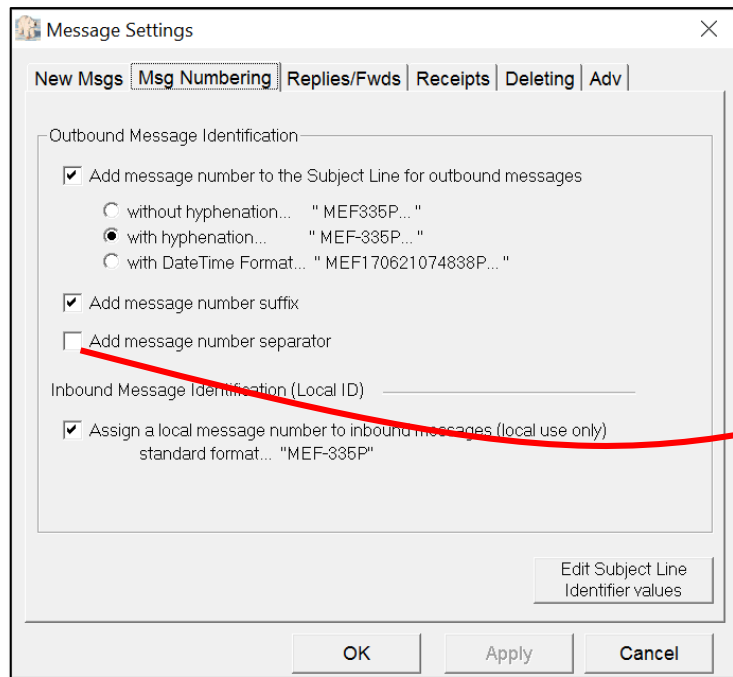 Message Settings
New Msgs Msg Numbering Replies/Fwds Receipts Deleting Adv
Outbound Message Identification
Add message number to the Subject Line for outbound messages
without hyphenation... " MEF335P... "
with hyphenation... " MEF-335P... "
with DateTime Format... " MEF170621074838P... "
Add message number suffix
Add message number separator
Inbound Message Identification (Local ID)
Assign a local message number to inbound messages (local use only)
standard format... "MEF-335P"
Edit Subject Line
Identifier values
OK Apply Cancel